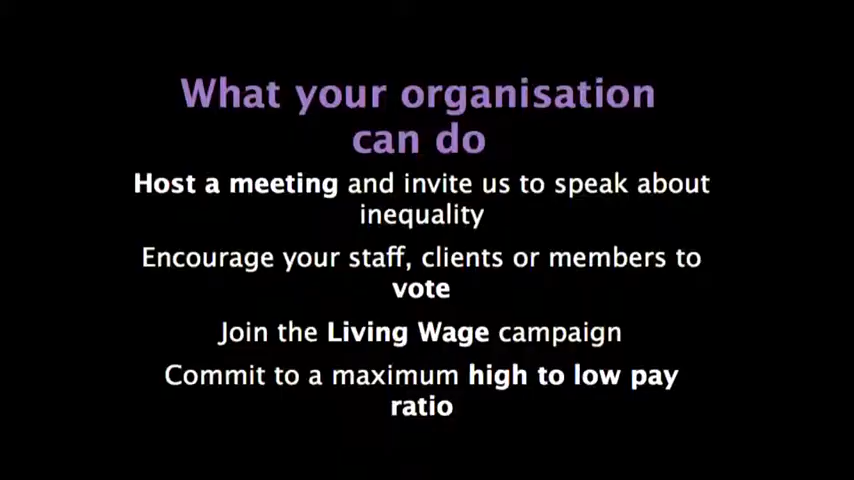 What your organisation
can do
Host a meeting and invite us to speak about
inequality
Encourage your staff, clients or members to
vote
Join the Living Wage campaign
Commit to a maximum high to low pay
ratio